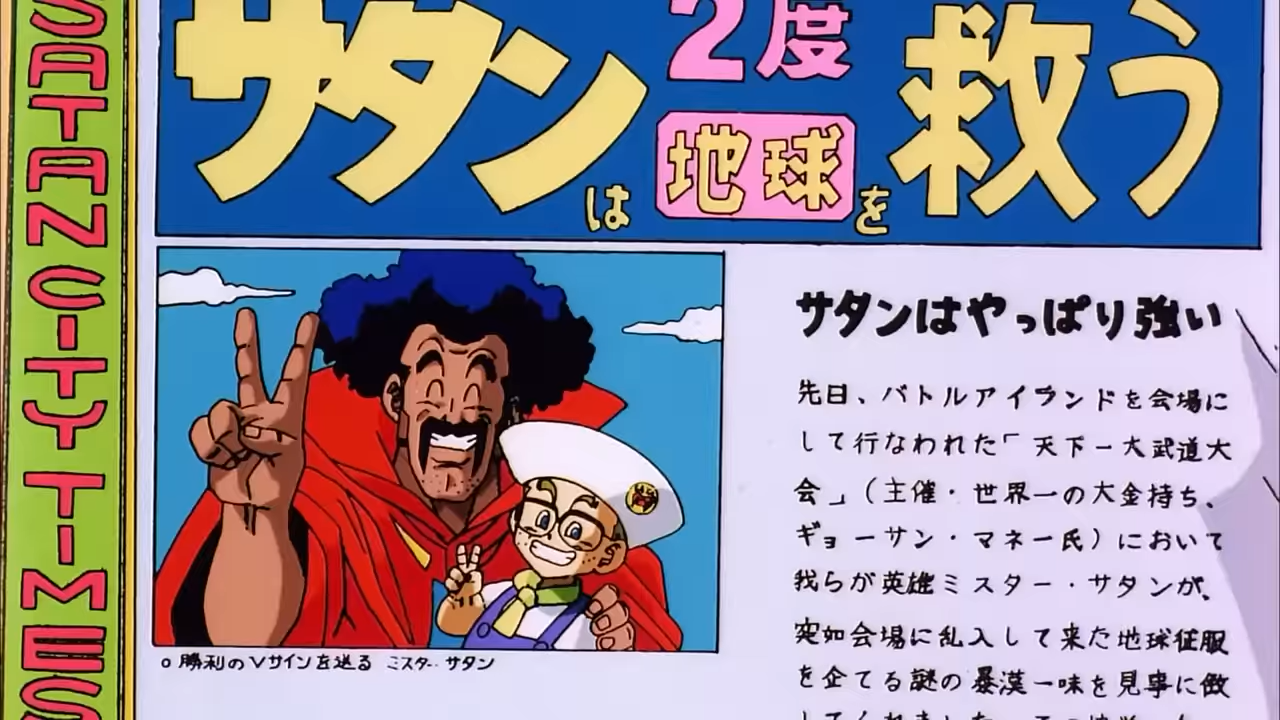 SATAN CITY TIMES
サタンは2度地球を救う
サタンはやっぱり強い
先日、バトルアイランドを会場に
して行なわれた「天下一大武道大
会」(主催・世界一の大金持ち、
ギョーサン・マネー氏)において
我らが英雄ミスター・サタンが、
突如会場に乱入して来た地球征服
を企てる謎の暴漢一味を見事に倣
o 勝利のVサインを送る ミスター・サタン